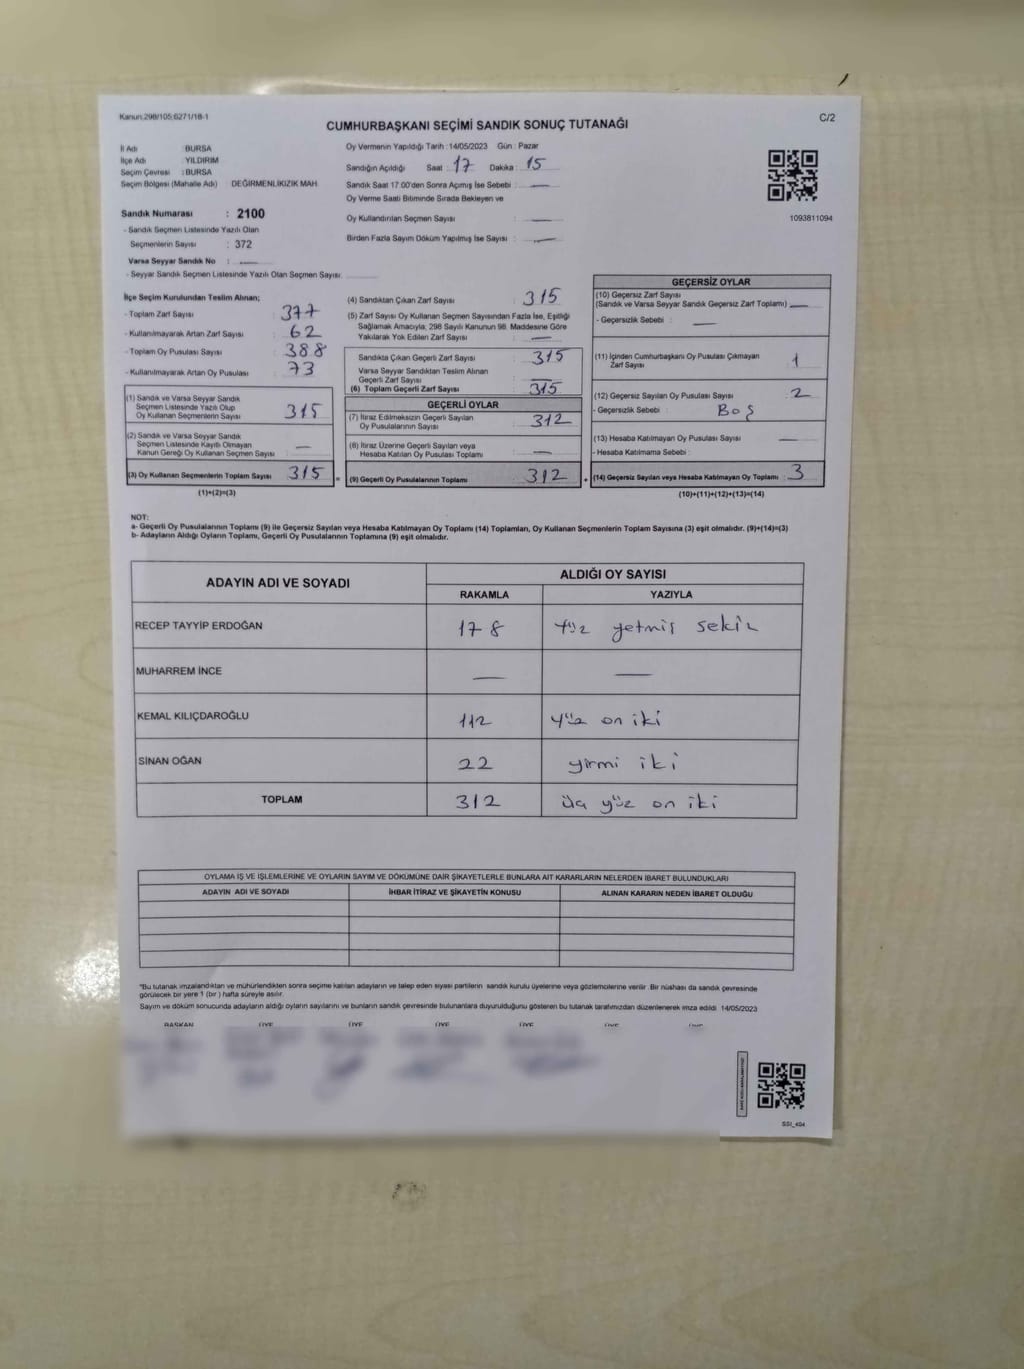 Kanun:298/105;6271/18-1
C/2
CUMHURBAŞKANI SEÇİMİ SANDIK SONUÇ TUTANAĞI
İl Adı : BURSA
İlçe Adı : YILDIRIM
Seçim Çevresi : BURSA
Seçim Bölgesi (Mahalle Adı) : DEĞİRMENLİKIZIK MAH.
Sandık Numarası : 2100
- Sandık Seçmen Listesinde Yazılı Olan
Seçmenlerin Sayısı : 372
Varsa Seyyar Sandık No :
- Seyyar Sandık Seçmen Listesinde Yazılı Olan Seçmen Sayısı:
Oy Vermenin Yapıldığı Tarih :14/05/2023 Gün : Pazar
Sandığın Açıldığı Saat : 17 Dakika : 15
Sandık Saat 17.00'den Sonra Açımış İse Sebebi : —
Oy Verme Saati Bitiminde Sırada Bekleyen ve
Oy Kullandırılan Seçmen Sayısı : —
Birden Fazla Sayım Döküm Yapılmış İse Sayısı : —
1093811094
İlçe Seçim Kurulundan Teslim Alınan;
- Toplam Zarf Sayısı : 377
- Kullanılmayarak Artan Zarf Sayısı : 62
- Toplam Oy Pusulası Sayısı : 388
- Kullanılmayarak Artan Oy Pusulası : 73
(1) Sandık ve Varsa Seyyar Sandık
Seçmen Listesinde Yazılı Olup
Oy Kullanan Seçmenlerin Sayısı : 315
(2) Sandık ve Varsa Seyyar Sandık
Seçmen Listesinde Kayıtlı Olmayan
Kanun Gereği Oy Kullanan Seçmen Sayısı : —
(3) Oy Kullanan Seçmenlerin Toplam Sayısı : 315
(1)+(2)=(3)
(4) Sandıktan Çıkan Zarf Sayısı : 315
(5) Zarf Sayısı Oy Kullanan Seçmen Sayısından Fazla İse, Eşitliği
Sağlamak Amacıyla, 298 Sayılı Kanunun 98. Maddesine Göre
Yakılarak Yok Edilen Zarf Sayısı : —
Sandıkta Çıkan Geçerli Zarf Sayısı : 315
Varsa Seyyar Sandıktan Teslim Alınan
Geçerli Zarf Sayısı : —
(6) Toplam Geçerli Zarf Sayısı : 315
GEÇERLİ OYLAR
(7) İtiraz Edilmeksizin Geçerli Sayılan
Oy Pusulalarının Sayısı : 312
(8) İtiraz Üzerine Geçerli Sayılan veya
Hesaba Katılan Oy Pusulası Toplamı : —
(9) Geçerli Oy Pusulalarının Toplamı : 312
GEÇERSİZ OYLAR
(10) Geçersiz Zarf Sayısı
(Sandık ve Varsa Seyyar Sandık Geçersiz Zarf Toplamı) : —
- Geçersizlik Sebebi : —
(11) İçinden Cumhurbaşkanı Oy Pusulası Çıkmayan
Zarf Sayısı : 1
(12) Geçersiz Sayılan Oy Pusulası Sayısı : 2
- Geçersizlik Sebebi : Boş
(13) Hesaba Katılmayan Oy Pusulası Sayısı : —
- Hesaba Katılmama Sebebi :
(14) Geçersiz Sayılan veya Hesaba Katılmayan Oy Toplamı : 3
(10)+(11)+(12)+(13)=(14)
NOT:
a- Geçerli Oy Pusulalarının Toplamı (9) ile Geçersiz Sayılan veya Hesaba Katılmayan Oy Toplamı (14) Toplamları, Oy Kullanan Seçmenlerin Toplam Sayısına (3) eşit olmalıdır. (9)+(14)=(3)
b- Adayların Aldığı Oyların Toplamı, Geçerli Oy Pusulalarının Toplamına (9) eşit olmalıdır.
ADAYIN ADI VE SOYADI ALDIĞI OY SAYISI
RAKAMLA YAZIYLA
RECEP TAYYİP ERDOĞAN 178 Yüz yetmiş sekiz
MUHARREM İNCE — —
KEMAL KILIÇDAROĞLU 112 yüz on iki
SİNAN OĞAN 22 yirmi iki
TOPLAM 312 üç yüz on iki
OYLAMA İŞ VE İŞLEMLERİNE VE OYLARIN SAYIM VE DÖKÜMÜNE DAİR ŞİKAYETLERLE BUNLARA AİT KARARLARIN NELERDEN İBARET BULUNDUKLARI
ADAYIN ADI VE SOYADI İHBAR İTİRAZ VE ŞİKAYETİN KONUSU ALINAN KARARIN NEDEN İBARET OLDUĞU
"Bu tutanak imzalandıktan ve mühürlendikten sonra seçime katılan adayların ve talep eden siyasi partilerin sandık kurulu üyelerine veya gözlemcilerine verilir. Bir nüshası da sandık çevresinde
görülecek bir yere 1 (bir ) hafta süreyle asılır.
Sayım ve döküm sonucunda adayların aldığı oyların sayılarını ve bunların sandık çevresinde bulunanlara duyurulduğunu gösteren bu tutanak tarafımızdan düzenlenerek imza edildi. 14/05/2023
BAŞKAN ÜYE ÜYE ÜYE ÜYE ÜYE ÜYE